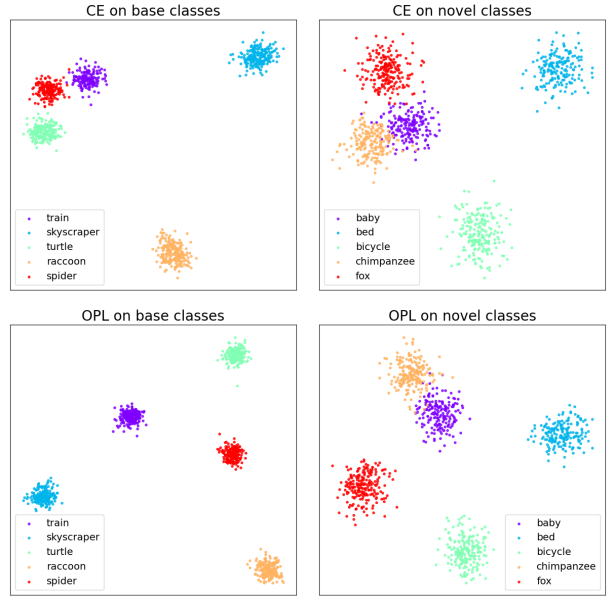 CE on base classes
train
skyscraper
turtle
raccoon
spider
CE on novel classes
baby
bed
bicycle
chimpanzee
fox
OPL on base classes
train
skyscraper
turtle
raccoon
spider
OPL on novel classes
baby
bed
bicycle
chimpanzee
fox